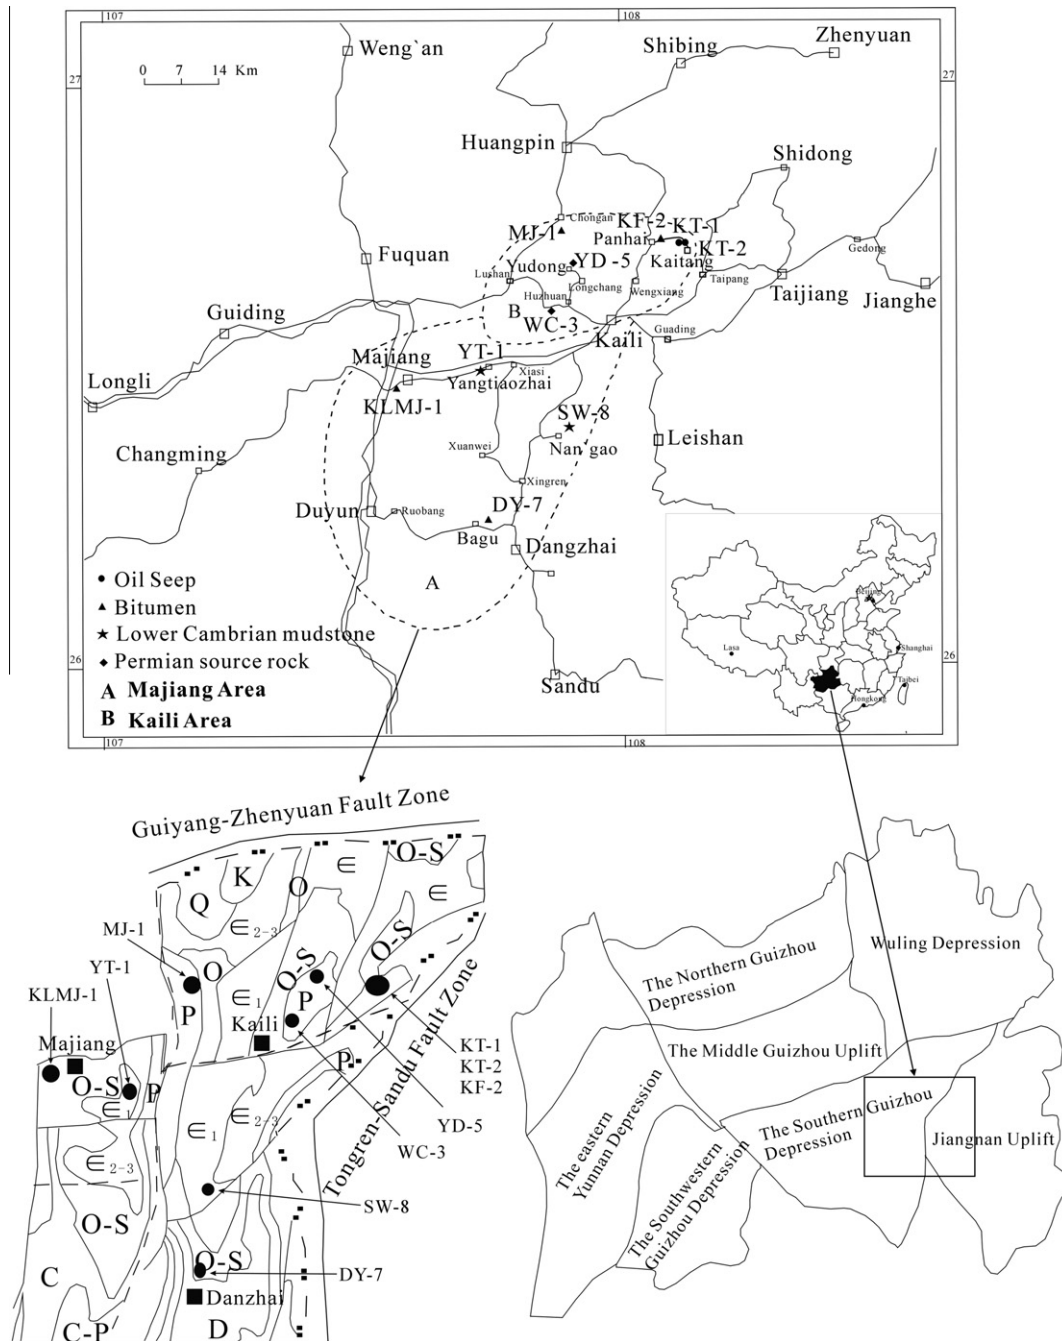 107
108
Weng`an
Shibing
Zhenyuan
0 7 14 Km
27
27
Huangpin
Shidong
Chongan
KF-2
KT-1
MJ-1
Panhai
KT-2
Gedong
Fuquan
Yudong
YD-5
Kaitang
Lushan
Longchang
Wengxiang
Taipang
Taijiang
Jianghe
Huzhuan
B
WC-3
Guiding
Kaili
Guading
Majiang
YT-1
Xiasi
Longli
Yangtiaozhai
KLMJ-1
SW-8
Leishan
Xuanwei
Nan gao
Changming
Xingren
DY-7
Duyun
Ruobang
Bagu
Dangzhai
A
Oil Seep
Bitumen
Lower Cambrian mudstone
Permian source rock
A Majiang Area
B Kaili Area
Sandu
26
26
107
108
Beijing
Lasa
Shanghai
Taibei
Hongkong
Guiyang-Zhenyuan Fault Zone
O-S
∈
K
O
∈
Q
∈2-3
O-S
MJ-1
O
O-S
YT-1
P
∈1
P
KLMJ-1
Kaili
Majiang
P
KT-1
KT-2
KF-2
O-S
P
∈1
∈1
∈2-3
YD-5
WC-3
Tongren-Sandu Fault Zone
∈2-3
SW-8
O-S
O-S
C
DY-7
Danzhai
C-P
D
The Northern Guizhou
Depression
Wuling Depression
The Middle Guizhou Uplift
The Southern Guizhou
Depression
Jiangnan Uplift
The eastern
Yunnan Depression
The Southwestern
Guizhou Depression